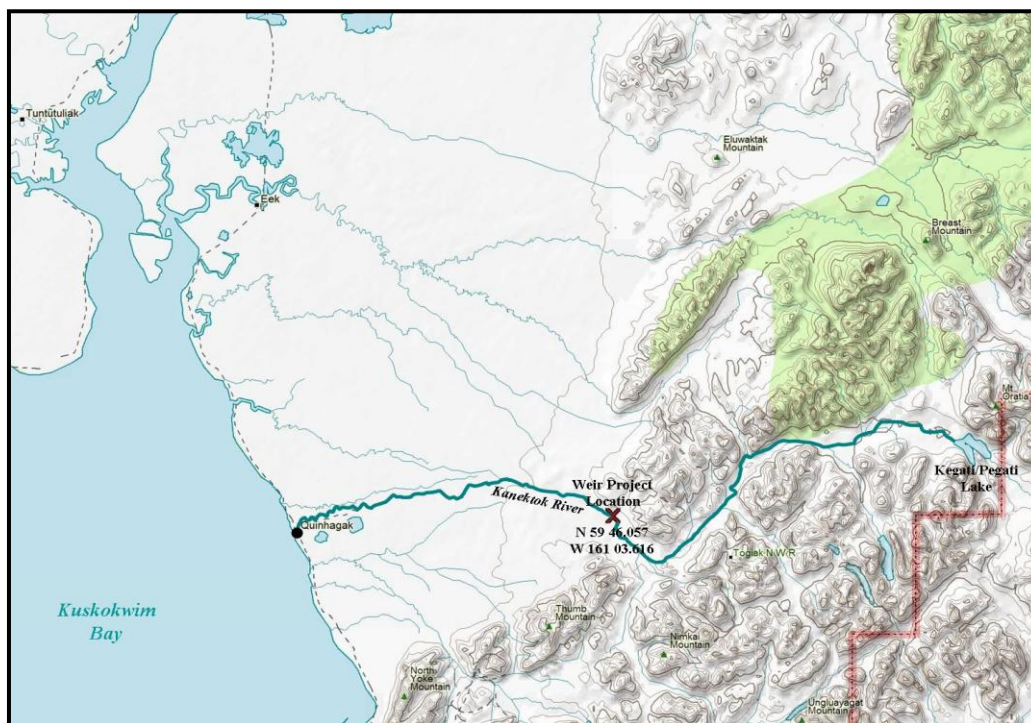 Tuntutuliak
Eluwaktak
Mountain
Eek
Breast
Mountain
Mt
Oratia
Kegati/Pegati
Lake
Weir Project
Location
Kanektok River
Quinhagak
N 59 46.057
W 161 03.616
Togiak N W R
Kuskokwim
Bay
Thumb
Mountain
Nimkai
Mountain
North
Yoke
Mountain
Ungluayagat
Mountain